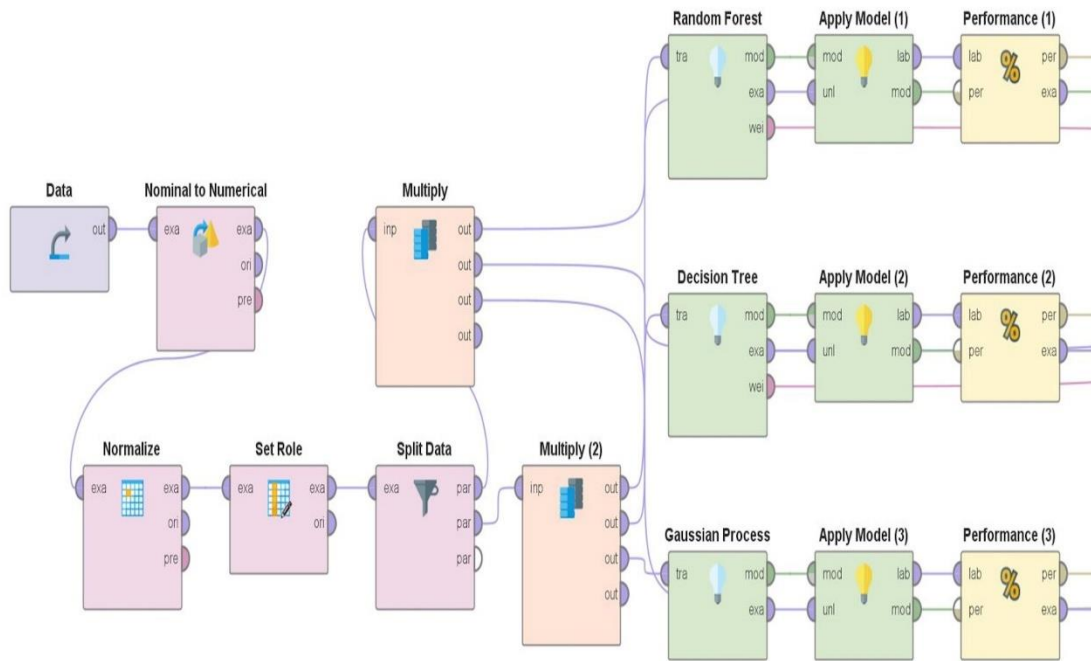 Random Forest
tra
mod
exa
wei
Apply Model (1)
mod
unl
lab
mod
Performance (1)
%
lab
per
per
exa
Data
out
Nominal to Numerical
exa
exa
ori
pre
Multiply
inp
out
out
out
out
Decision Tree
tra
mod
exa
wei
Apply Model (2)
mod
unl
lab
mod
Performance (2)
%
lab
per
per
exa
Normalize
exa
exa
ori
pre
Set Role
exa
exa
ori
Split Data
exa
par
par
par
Multiply (2)
inp
out
out
out
out
Gaussian Process
tra
mod
exa
Apply Model (3)
mod
unl
lab
mod
Performance (3)
%
lab
per
per
exa